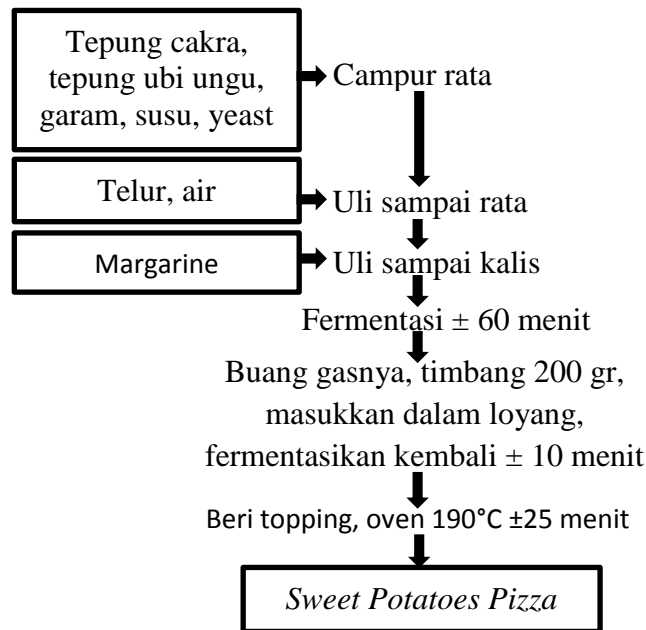 Tepung cakra,
tepung ubi ungu,
garam, susu, yeast
Campur rata
Telur, air
Uli sampai rata
Margarine
Uli sampai kalis
Fermentasi ± 60 menit
Buang gasnya, timbang 200 gr,
masukkan dalam loyang,
fermentasikan kembali ± 10 menit
Beri topping, oven 190°C ±25 menit
Sweet Potatoes Pizza